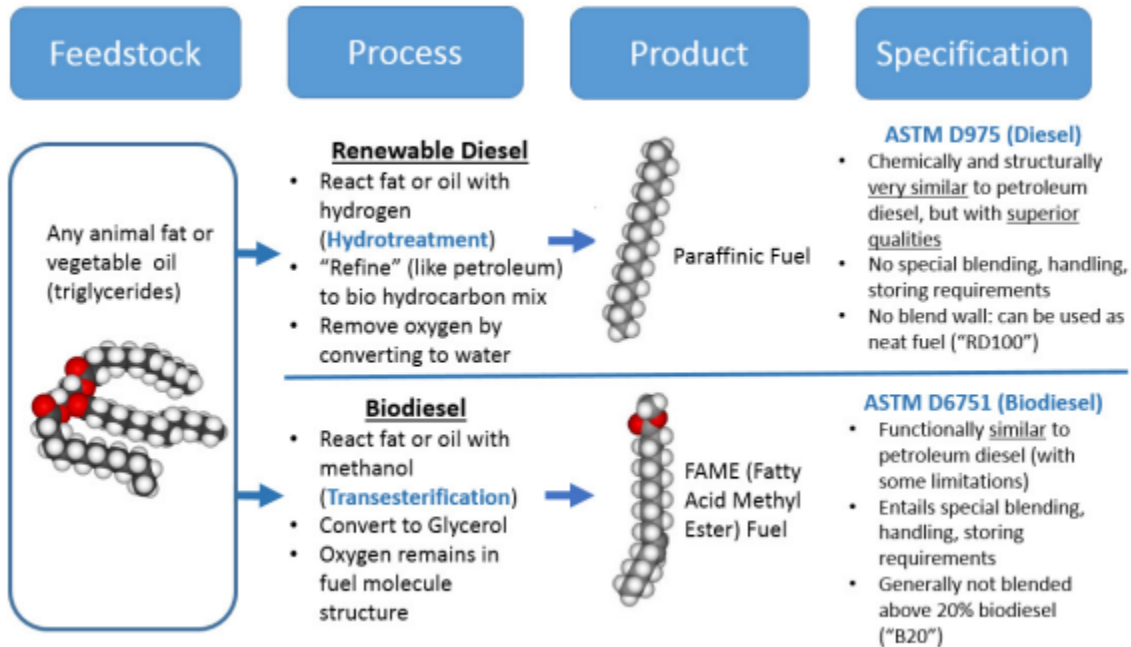 Feedstock
Process
Product
Specification
Any animal fat or
vegetable oil
(triglycerides)
Renewable Diesel
• React fat or oil with
hydrogen
(Hydrotreatment)
• “Refine” (like petroleum)
to bio hydrocarbon mix
• Remove oxygen by
converting to water
Paraffinic Fuel
ASTM D975 (Diesel)
• Chemically and structurally
very similar to petroleum
diesel, but with superior
qualities
• No special blending, handling,
storing requirements
• No blend wall: can be used as
neat fuel (“RD100”)
Biodiesel
• React fat or oil with
methanol
(Transesterification)
• Convert to Glycerol
• Oxygen remains in
fuel molecule
structure
FAME (Fatty
Acid Methyl
Ester) Fuel
ASTM D6751 (Biodiesel)
• Functionally similar to
petroleum diesel (with
some limitations)
• Entails special blending,
handling, storing
requirements
• Generally not blended
above 20% biodiesel
(“B20”)